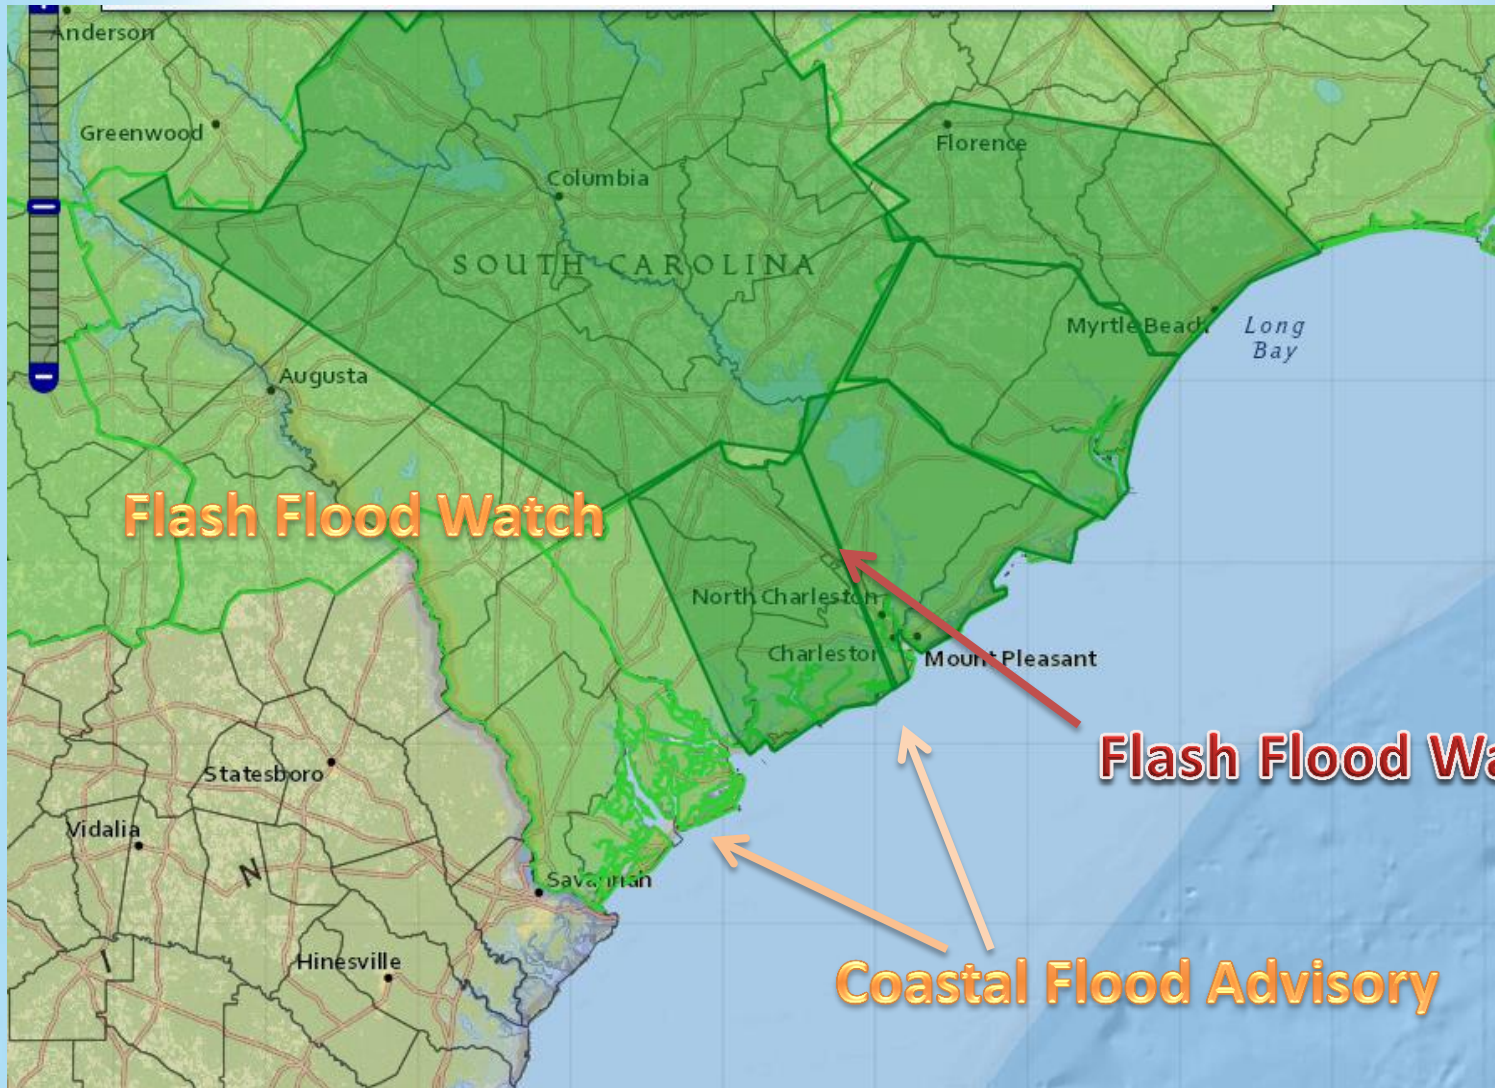 Anderson
Greenwood
Florence
Columbia
SOUTH CAROLINA
Myrtle Beach
Long
Bay
Augusta
Flash Flood Watch
North Charleston
Charleston
Mount Pleasant
Flash Flood Wa
Statesboro
Vidalia
N
Savannah
I
Hinesville
Coastal Flood Advisory